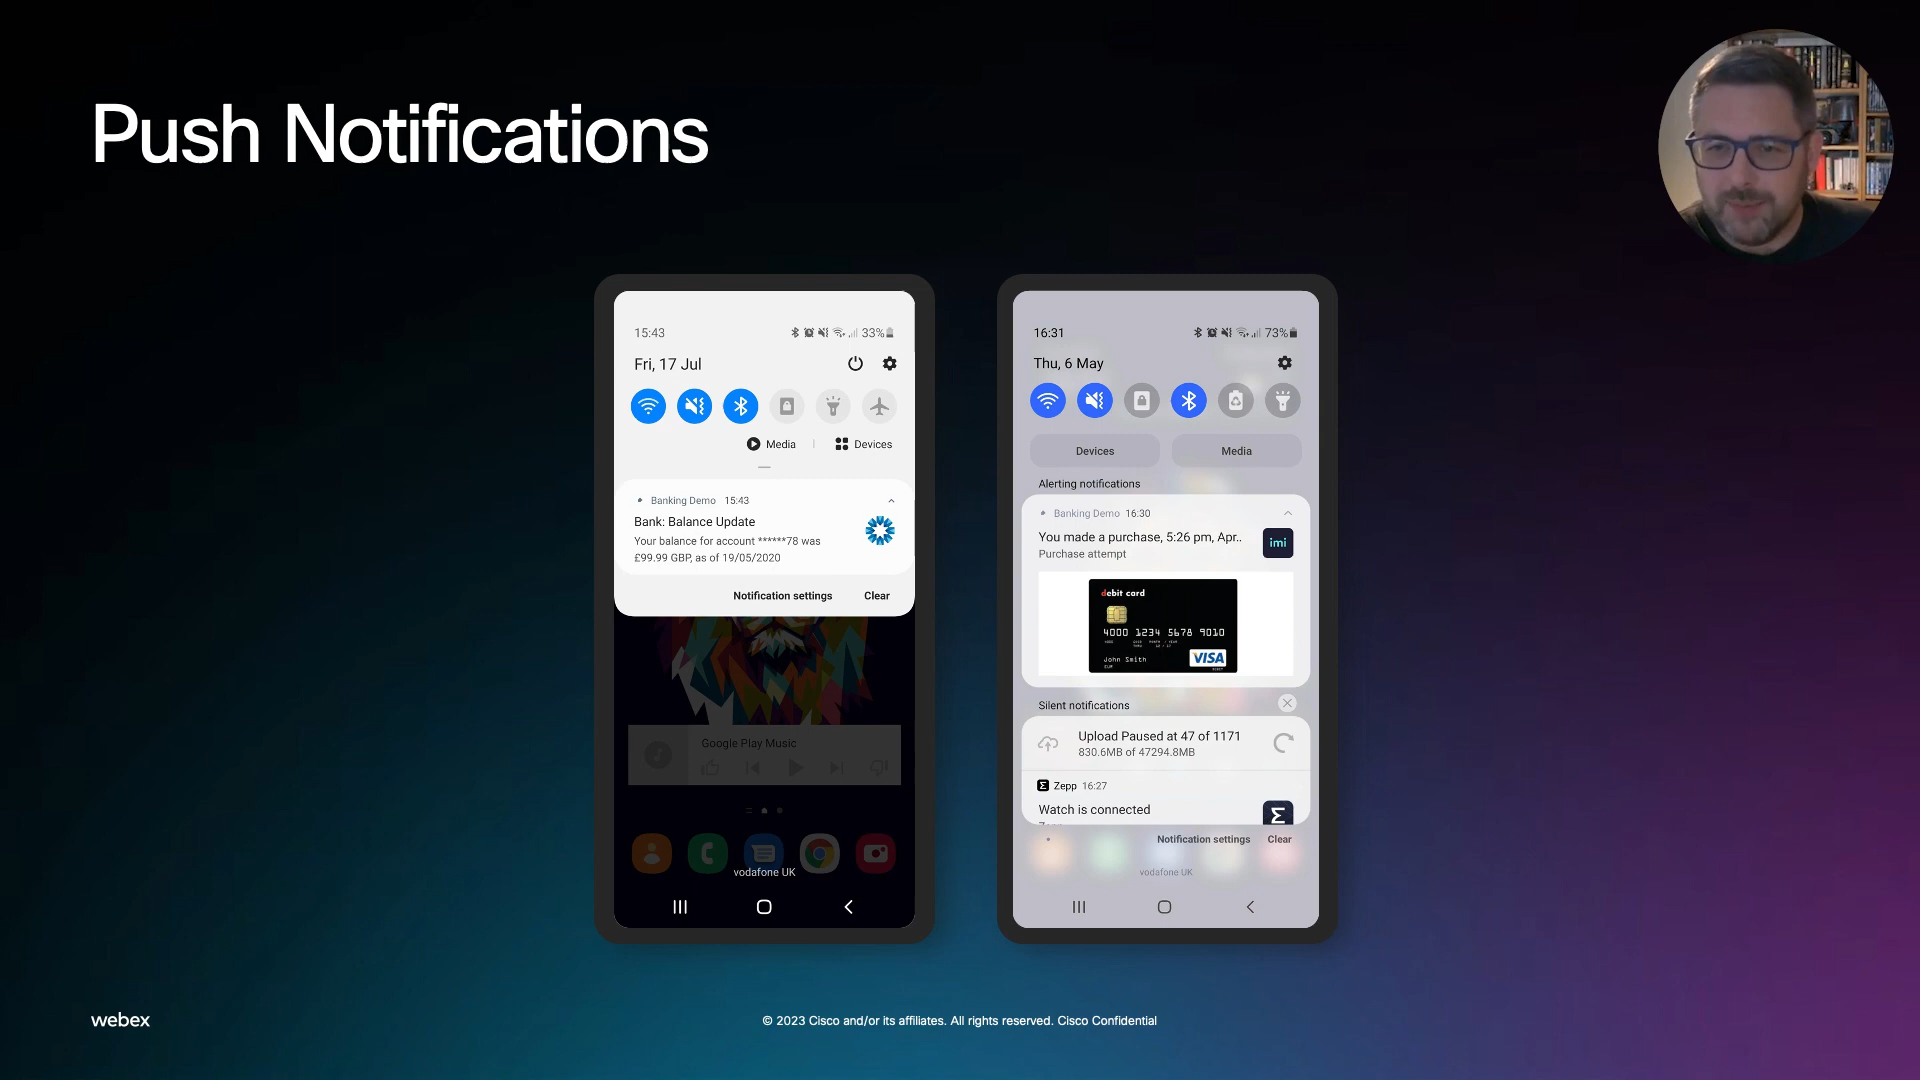 Push Notifications
15:43
33%
Fri, 17 Jul
Media
Devices
Banking Demo 15:43
Bank: Balance Update
Your balance for account ******78 was
£99.99 GBP, as of 19/05/2020
Notification settings
Clear
Google Play Music
vodafone UK
16:31
73%
Thu, 6 May
Devices
Media
Alerting notifications
Banking Demo 16:30
You made a purchase, 5:26 pm, Apr..
Purchase attempt
imi
debit card
4000 1234 5678 9010
John Smith
VISA
Silent notifications
Upload Paused at 47 of 1171
830.6MB of 47294.8MB
Zepp 16:27
Watch is connected
Notification settings
Clear
vodafone UK
webex
© 2023 Cisco and/or its affiliates. All rights reserved. Cisco Confidential